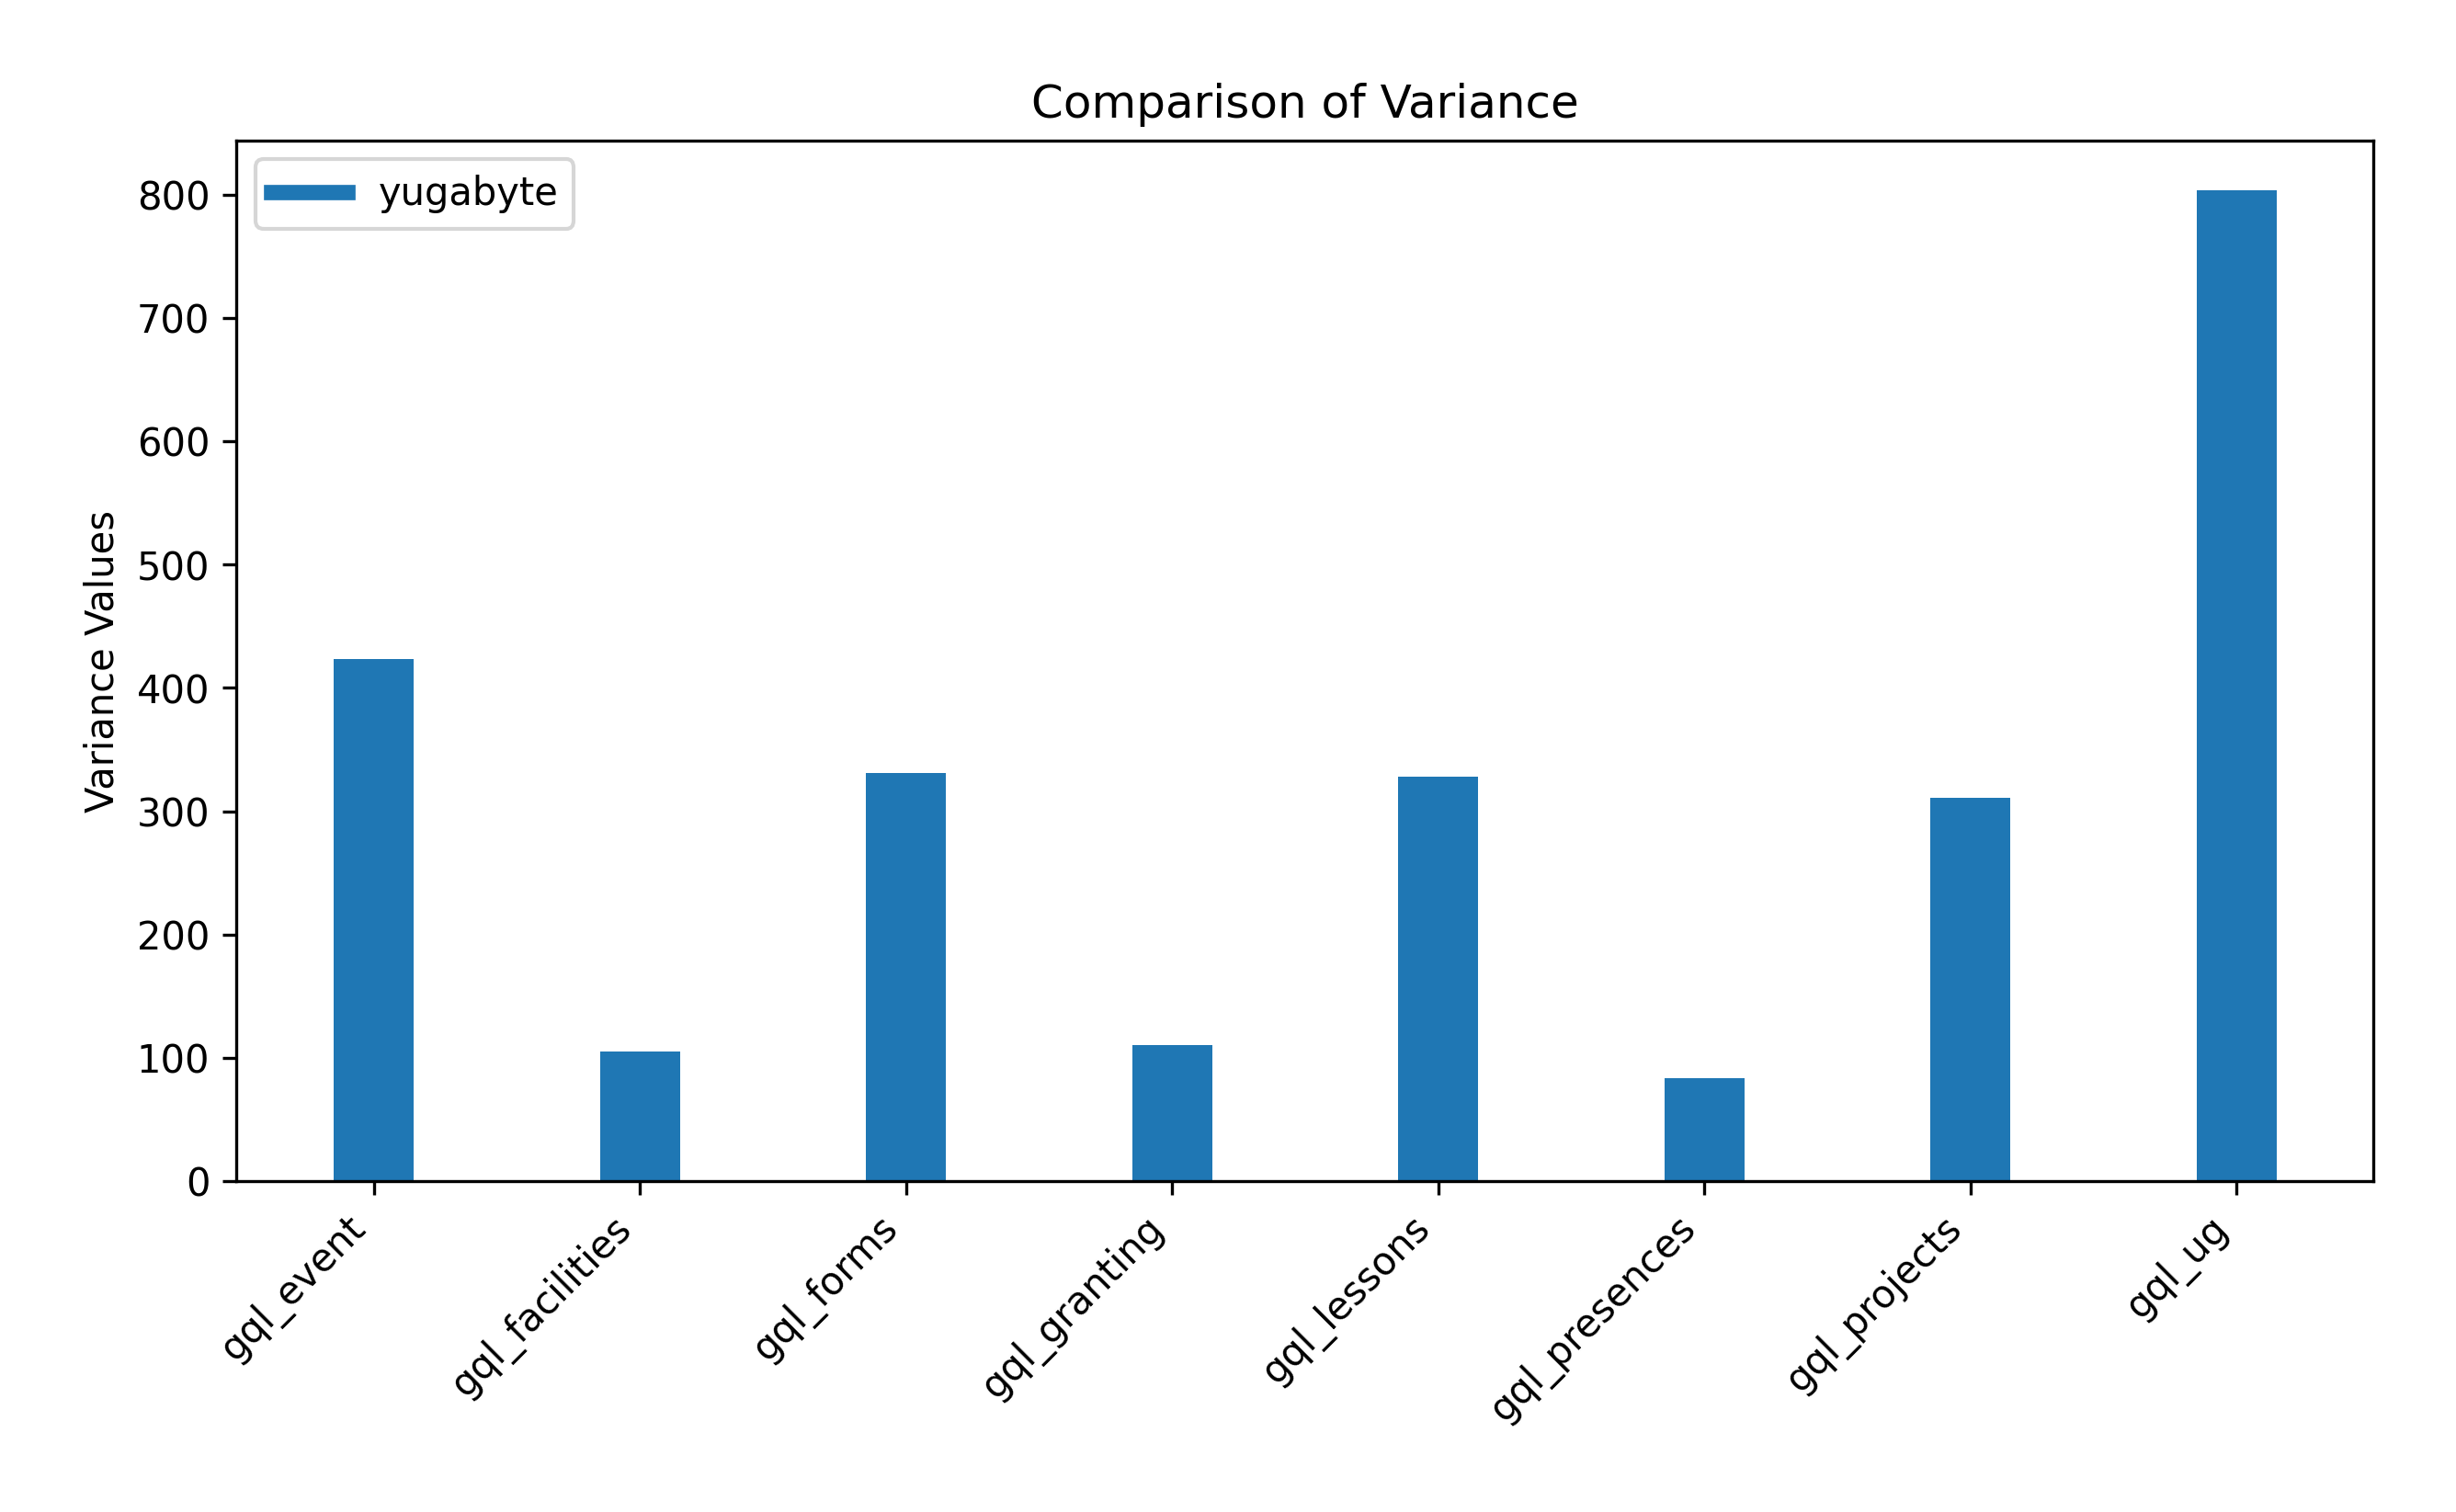 Comparison of Variance
yugabyte
Variance Values
800
700
600
500
400
300
200
100
0
gql_event
gql_facilities
gql_forms
gql_granting
gql_lessons
gql_presences
gql_projects
gql_ug